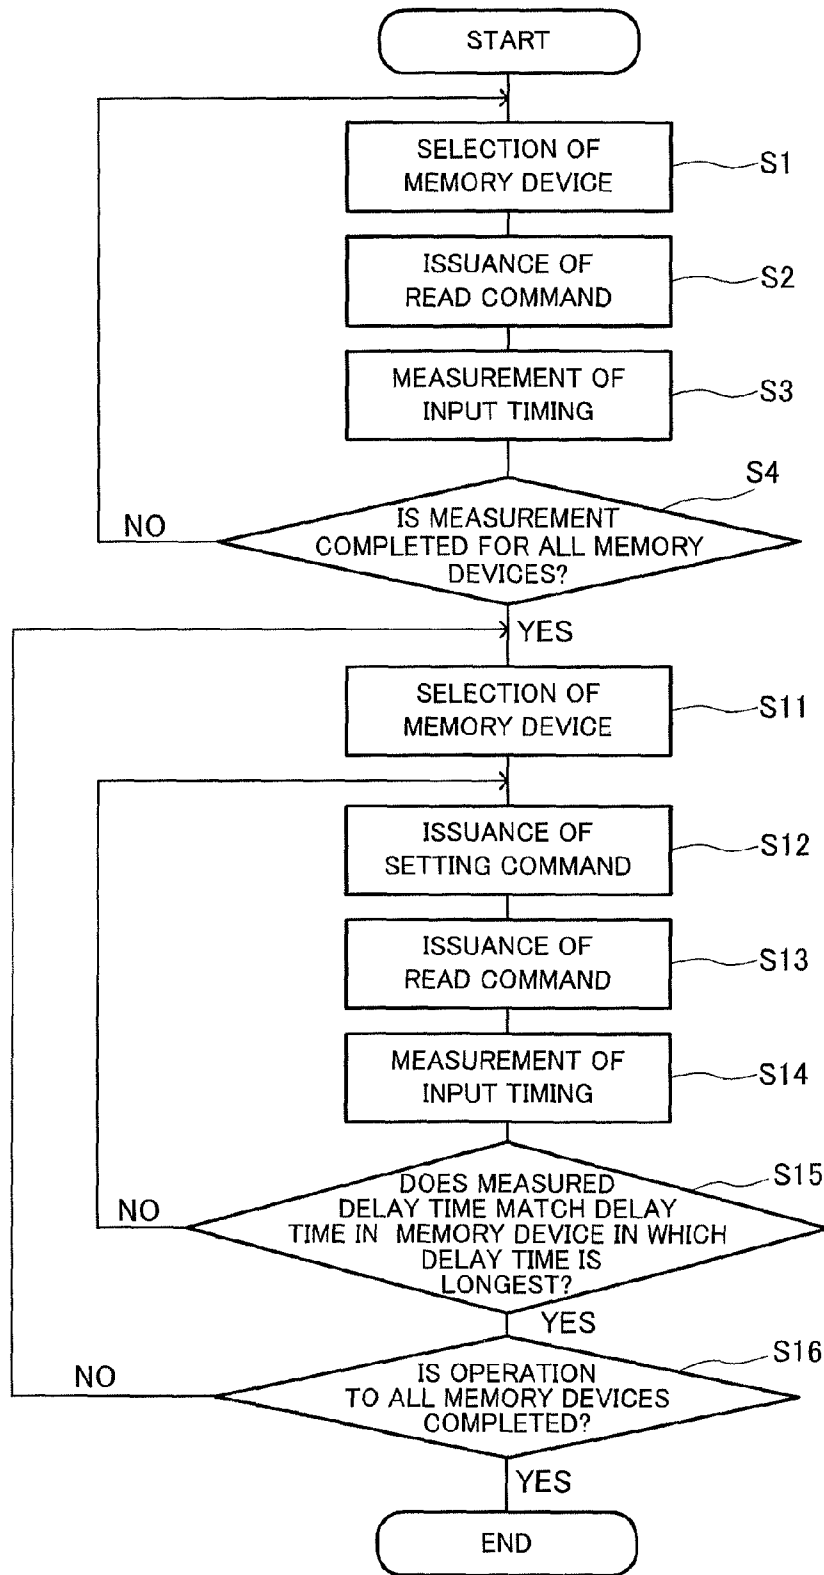 START
SELECTION OF
MEMORY DEVICE
S1
ISSUANCE OF
READ COMMAND
S2
MEASUREMENT OF
INPUT TIMING
S3
S4
IS MEASUREMENT
COMPLETED FOR ALL MEMORY
DEVICES?
NO
YES
SELECTION OF
MEMORY DEVICE
S11
ISSUANCE OF
SETTING COMMAND
S12
ISSUANCE OF
READ COMMAND
S13
MEASUREMENT OF
INPUT TIMING
S14
S15
DOES MEASURED
DELAY TIME MATCH DELAY
TIME IN MEMORY DEVICE IN WHICH
DELAY TIME IS
LONGEST?
NO
YES
S16
IS OPERATION
TO ALL MEMORY DEVICES
COMPLETED?
NO
YES
END